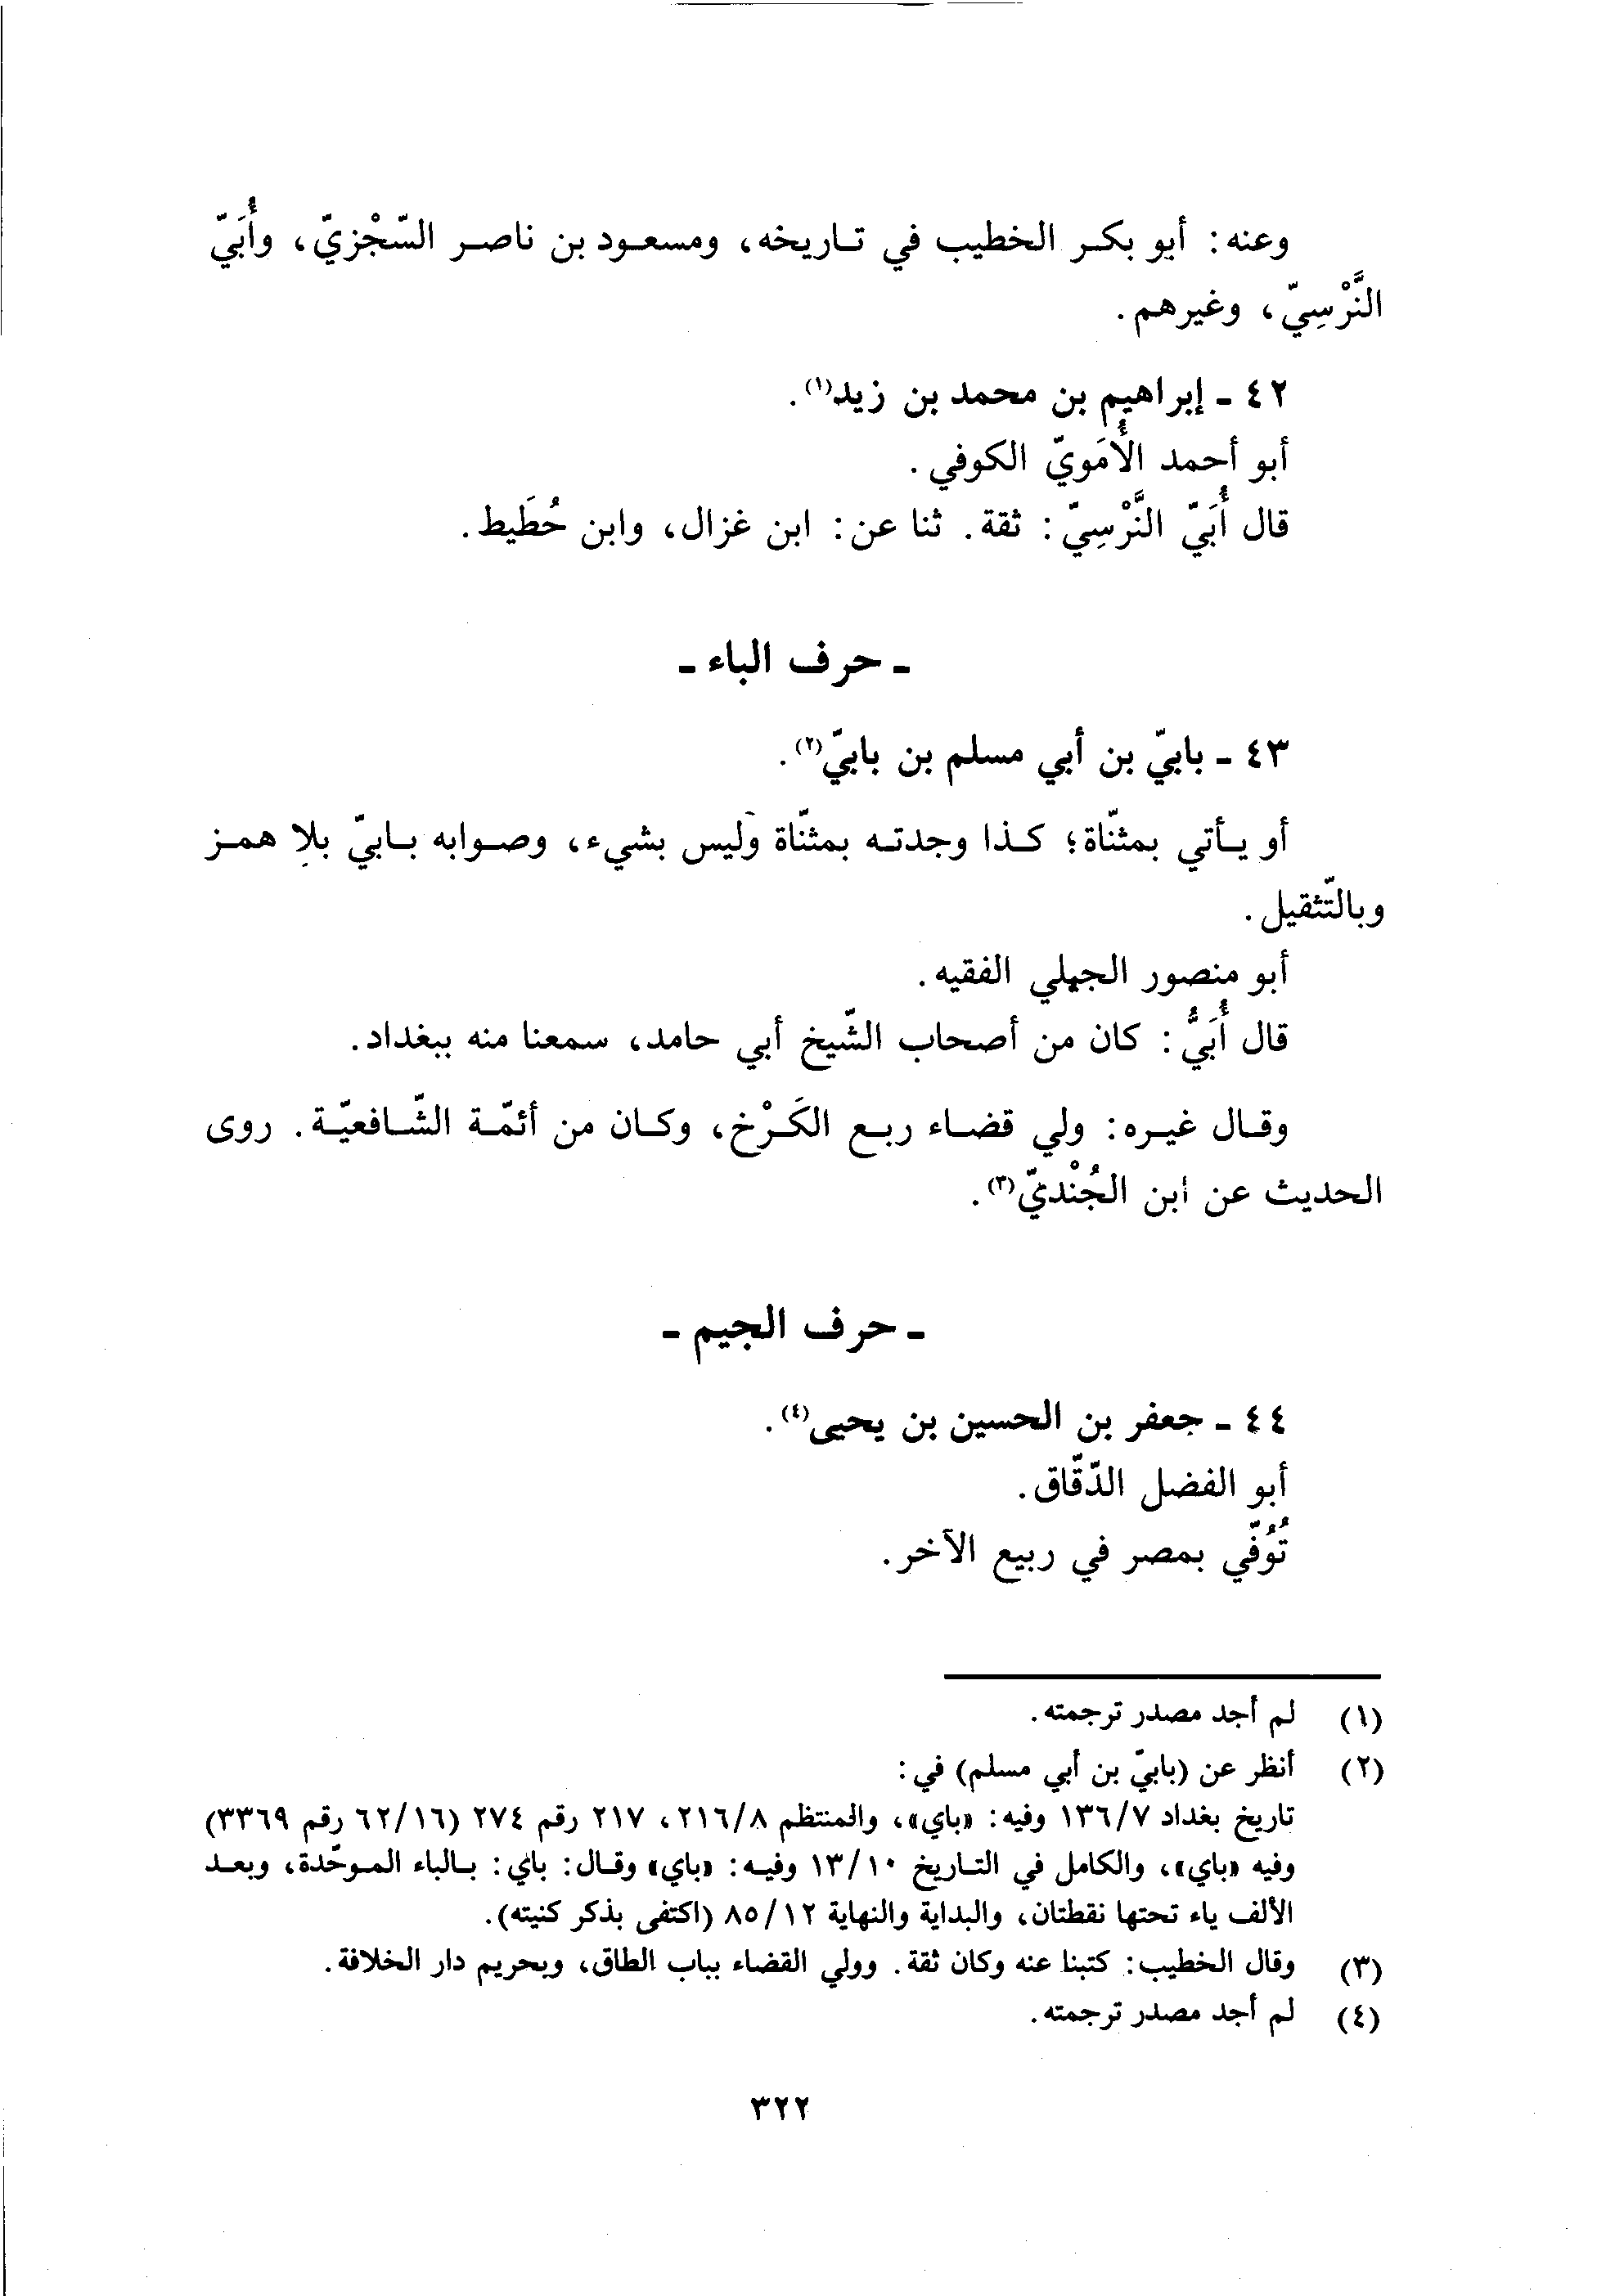 وعنه: أبو بكر الخطيب في تاريخه، ومسعود بن ناصر السّجْزيّ، وأُبَيّ
النَّرْسِيّ، وغيرهم.
٤٢ - إبراهيم بن محمد بن زيد(١).
أبو أحمد الأُمَويّ الكوفي.
قال أُبَيّ النَّرْسِيّ: ثقة. ثنا عن: ابن غزال، وابن حُطَيط.
- حرف الباء -
٤٣ - بابيّ بن أبي مسلم بن بابيّ(٢).
أو يأتي بمثنّاة؛ كذا وجدته بمثنّاة وليس بشيء، وصوابه بابيّ بلا همز
وبالتّثقيل.
أبو منصور الجيلي الفقيه.
قال أُبَيُّ: كان من أصحاب الشّيخ أبي حامد، سمعنا منه ببغداد.
وقال غيره: ولي قضاء ربع الكَرْخ، وكان من أئمّة الشّافعيّة. روى
الحديث عن ابن الجُنْديّ(٣).
- حرف الجيم -
٤٤ - جعفر بن الحسين بن يحيى(٤).
أبو الفضل الدّقّاق.
تُوُفّي بمصر في ربيع الآخر.
(١) لم أجد مصدر ترجمته.
(٢) أنظر عن (بابيّ بن أبي مسلم) في:
تاريخ بغداد ١٣٦/٧ وفيه: «باي»، والمنتظم ٢١٦/٨، ٢١٧ رقم ٢٧٤ (٦٢/١٦ رقم ٣٣٦٩)
وفيه «باي»، والكامل في التاريخ ١٣/١٠ وفيه: «باي» وقال: باي: بالباء الموحّدة، وبعد
الألف ياء تحتها نقطتان، والبداية والنهاية ٨٥/١٢ (اكتفى بذكر كنيته).
(٣) وقال الخطيب: كتبنا عنه وكان ثقة. وولي القضاء بباب الطاق، وبحريم دار الخلافة.
(٤) لم أجد مصدر ترجمته.
٣٢٢